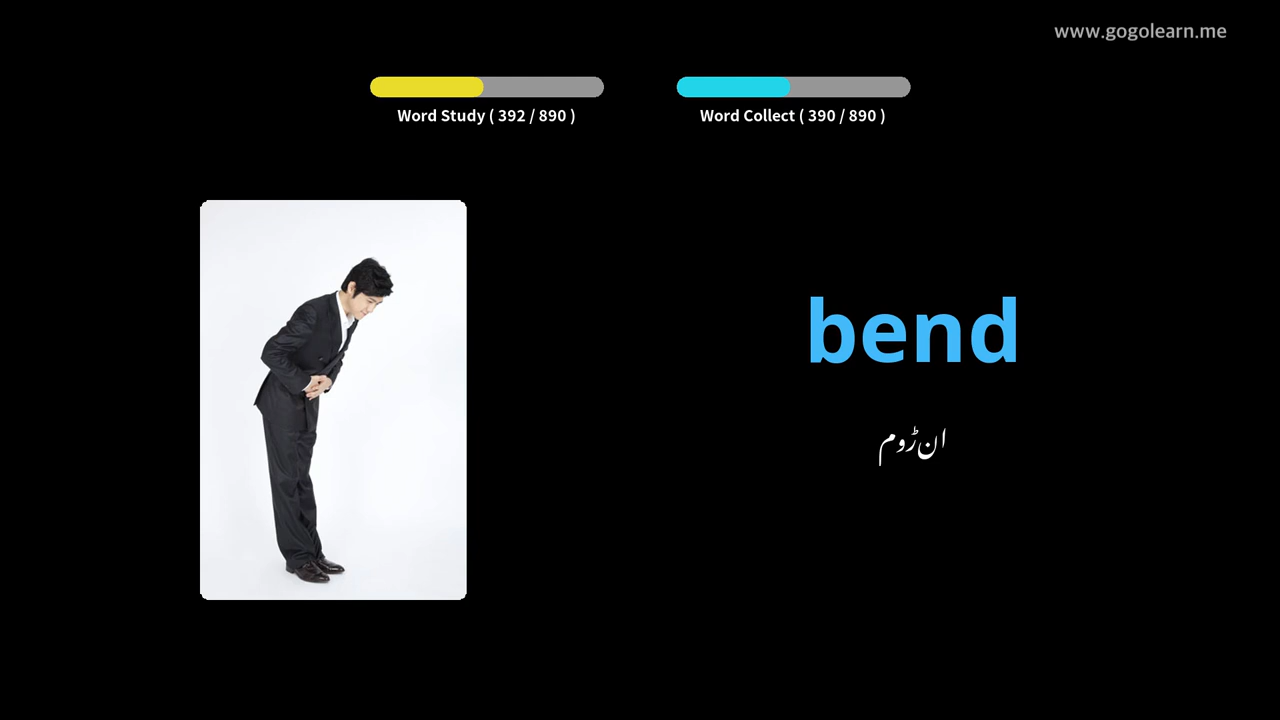 www.gogolearn.me
Word Study ( 392 / 890 )
Word Collect ( 390 / 890 )
bend
ان ڑوم